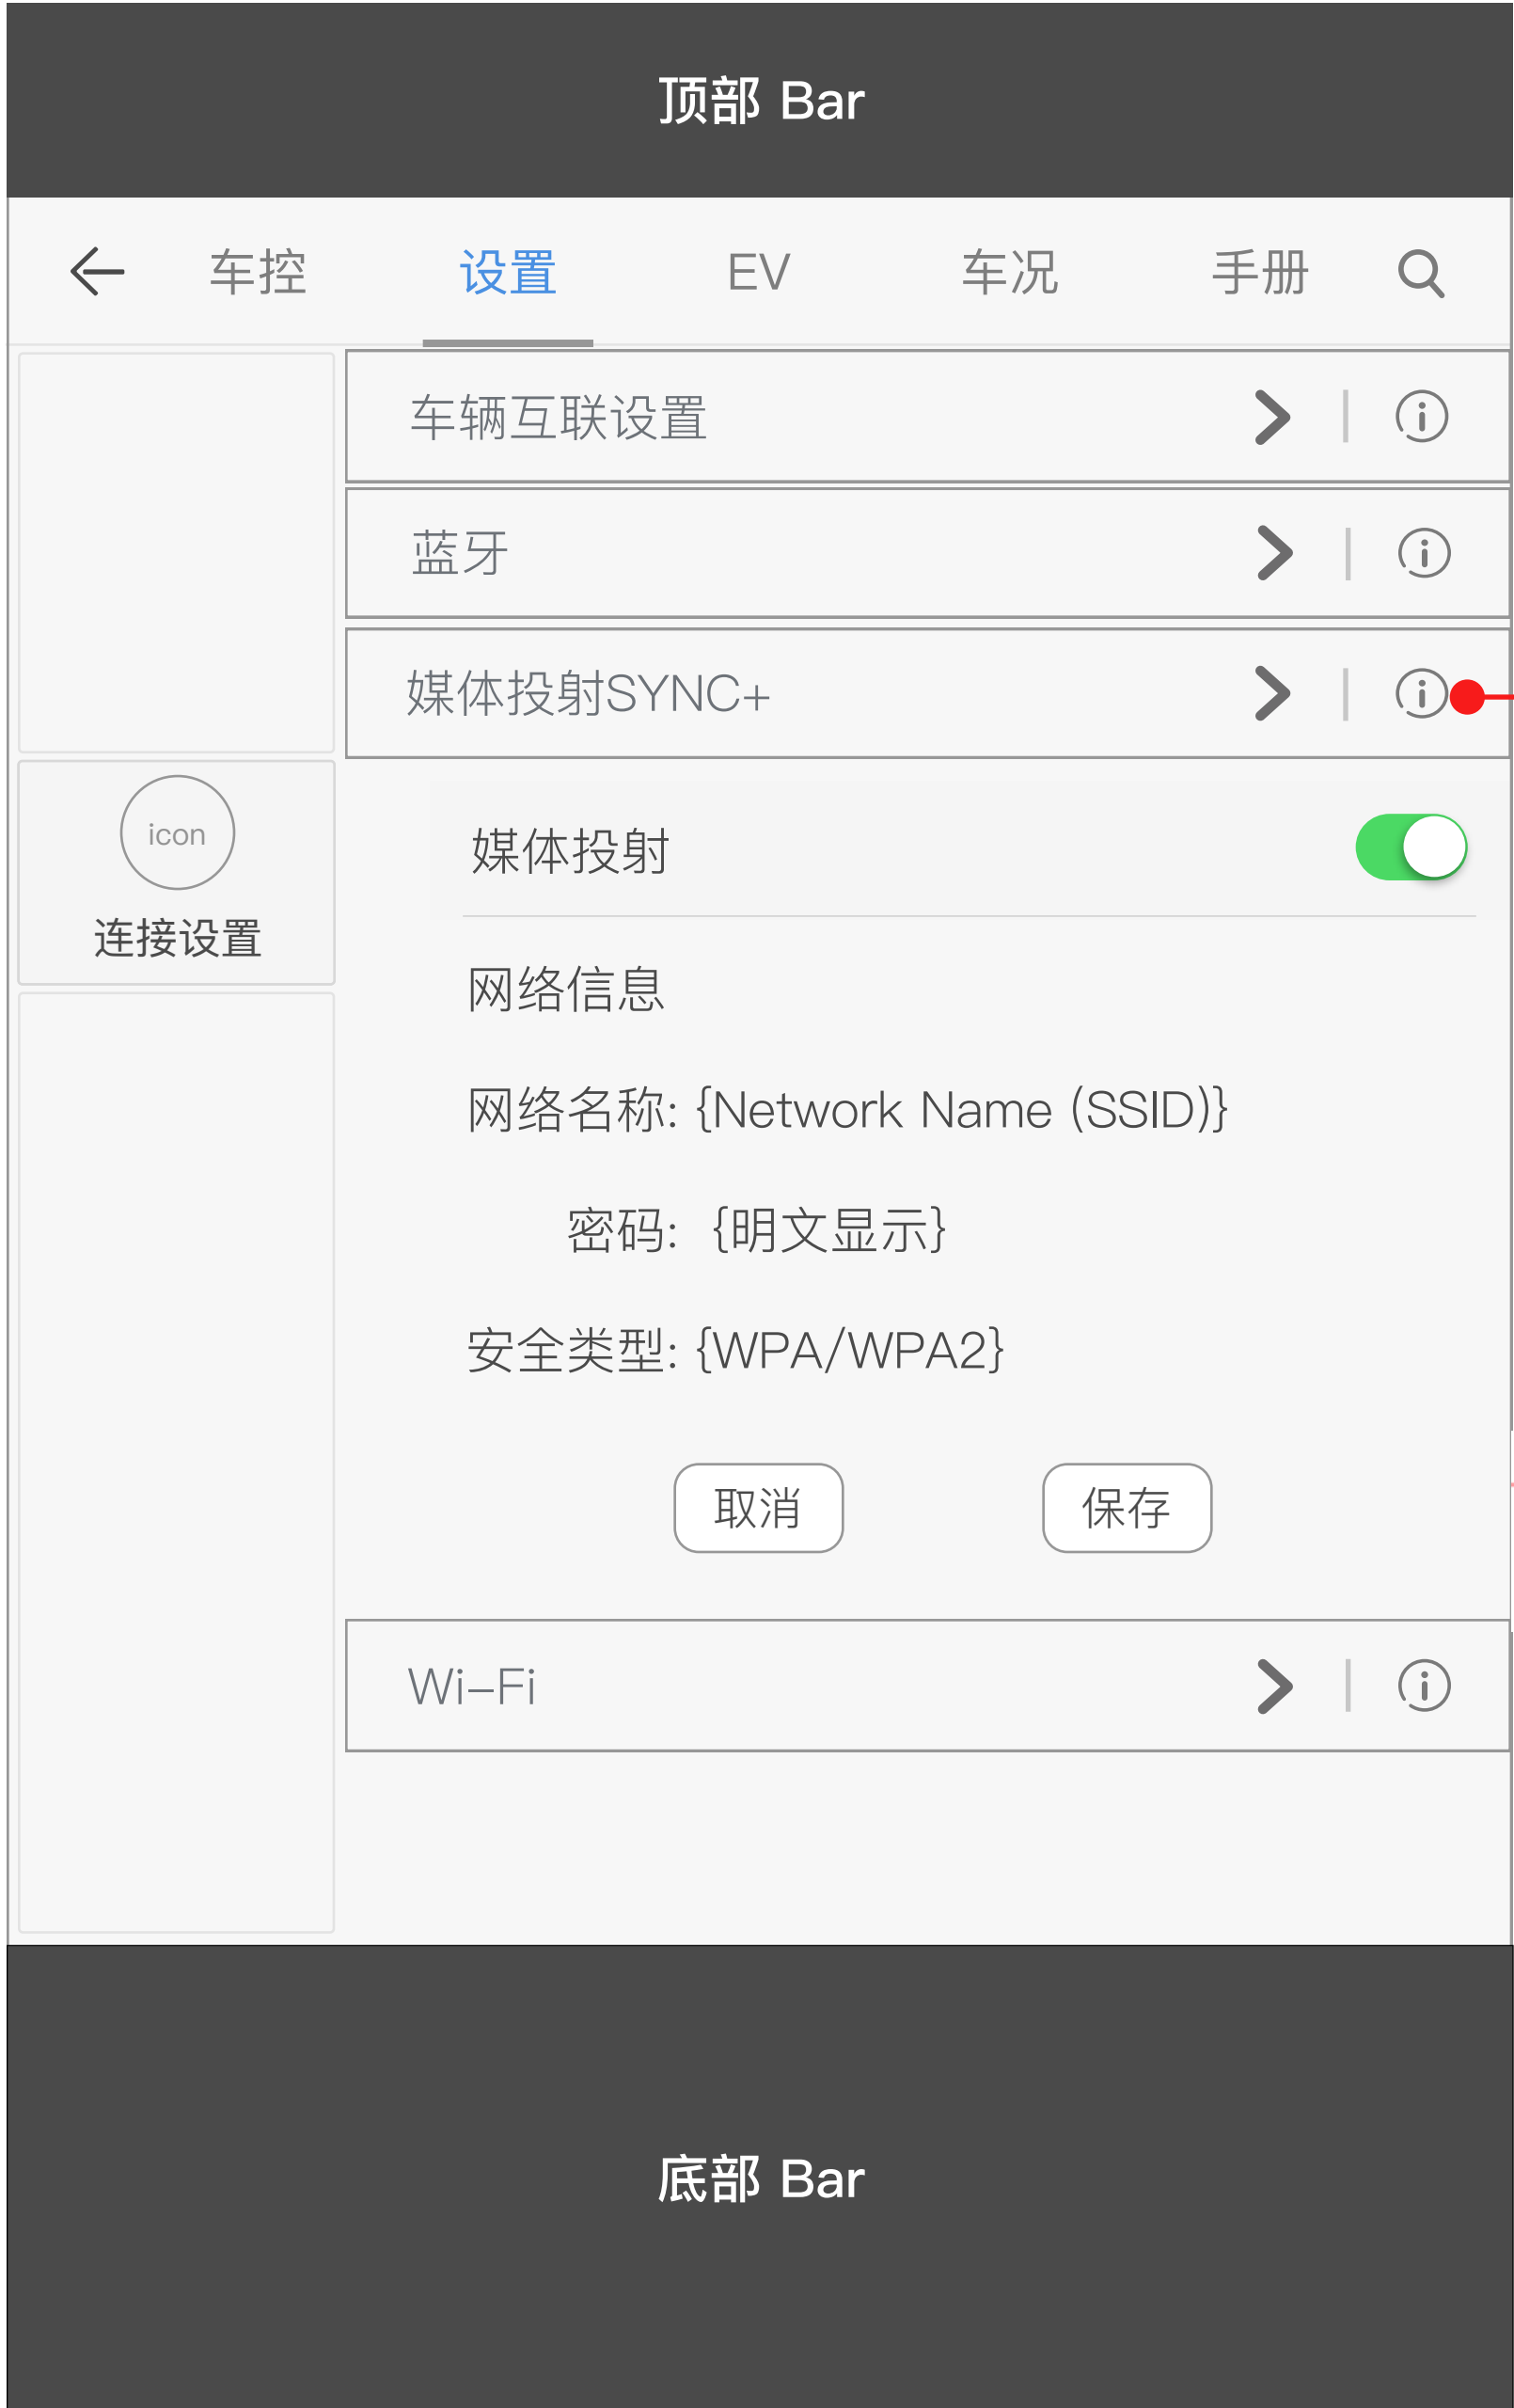 顶部 Bar
车控 设置 EV 车况 手册
车辆互联设置
蓝牙
媒体投射SYNC+
媒体投射
icon
连接设置
网络信息
网络名称: {Network Name (SSID)}
密码: {明文显示}
安全类型: {WPA/WPA2}
取消 保存
Wi-Fi
底部 Bar